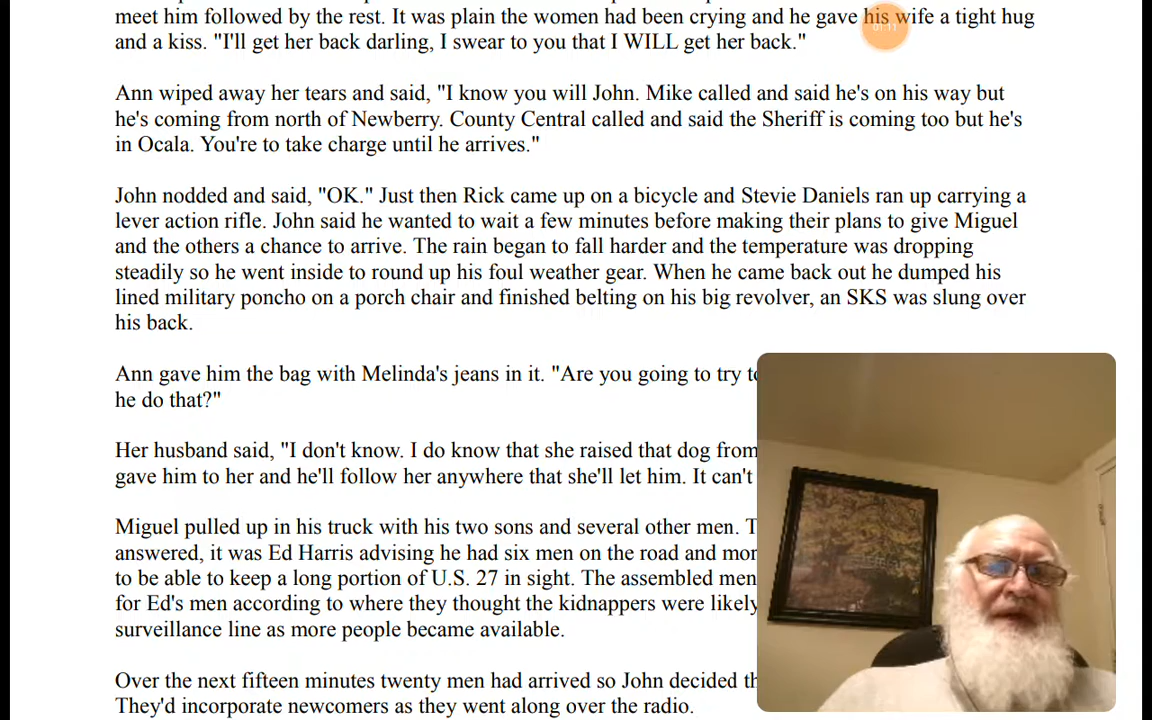 meet him followed by the rest. It was plain the women had been crying and he gave his wife a tight hug
and a kiss. "I'll get her back darling, I swear to you that I WILL get her back."
Ann wiped away her tears and said, "I know you will John. Mike called and said he's on his way but
he's coming from north of Newberry. County Central called and said the Sheriff is coming too but he's
in Ocala. You're to take charge until he arrives."
John nodded and said, "OK." Just then Rick came up on a bicycle and Stevie Daniels ran up carrying a
lever action rifle. John said he wanted to wait a few minutes before making their plans to give Miguel
and the others a chance to arrive. The rain began to fall harder and the temperature was dropping
steadily so he went inside to round up his foul weather gear. When he came back out he dumped his
lined military poncho on a porch chair and finished belting on his big revolver, an SKS was slung over
his back.
Ann gave him the bag with Melinda's jeans in it. "Are you going to try
he do that?"
Her husband said, "I don't know. I do know that she raised that dog from
gave him to her and he'll follow her anywhere that she'll let him. It can't
Miguel pulled up in his truck with his two sons and several other men.
answered, it was Ed Harris advising he had six men on the road and
to be able to keep a long portion of U.S. 27 in sight. The assembled men
for Ed's men according to where they thought the kidnappers were likely
surveillance line as more people became available.
Over the next fifteen minutes twenty men had arrived so John decided
They'd incorporate newcomers as they went along over the radio.